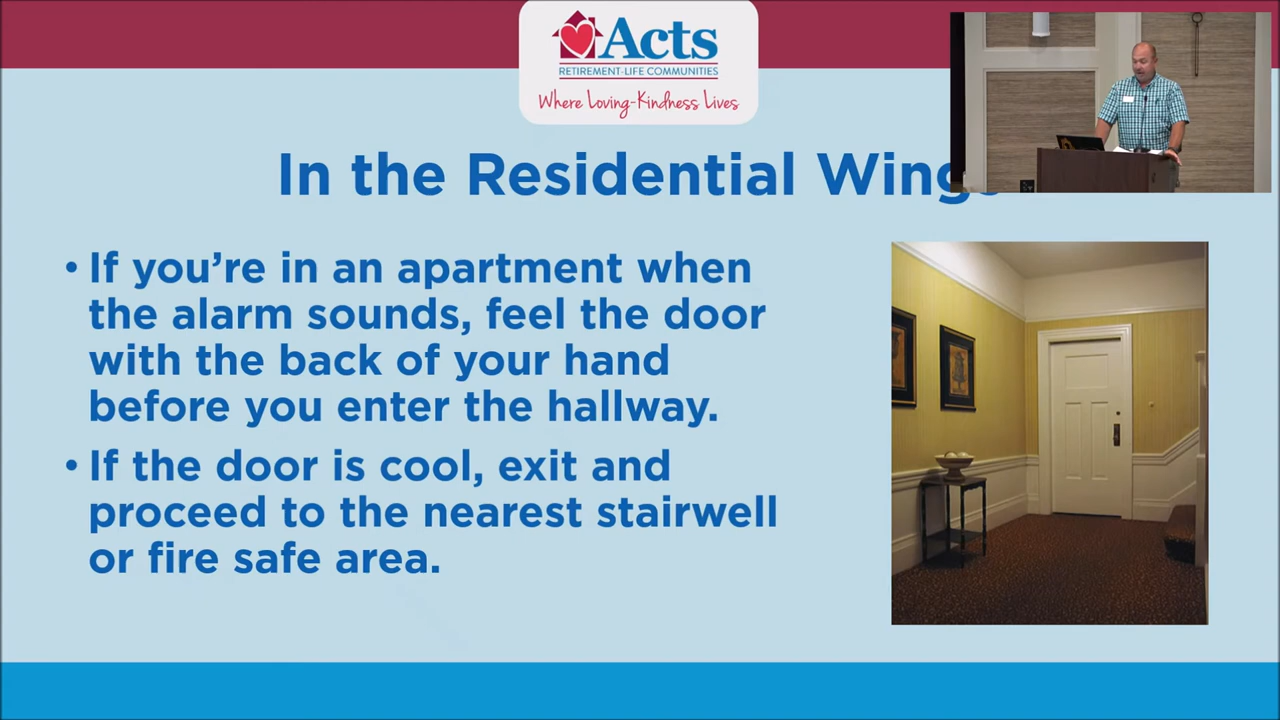 Acts
RETIREMENT-LIFE COMMUNITIES
Where Loving-Kindness Lives
In the Residential Wings
• If you're in an apartment when
the alarm sounds, feel the door
with the back of your hand
before you enter the hallway.
• If the door is cool, exit and
proceed to the nearest stairwell
or fire safe area.